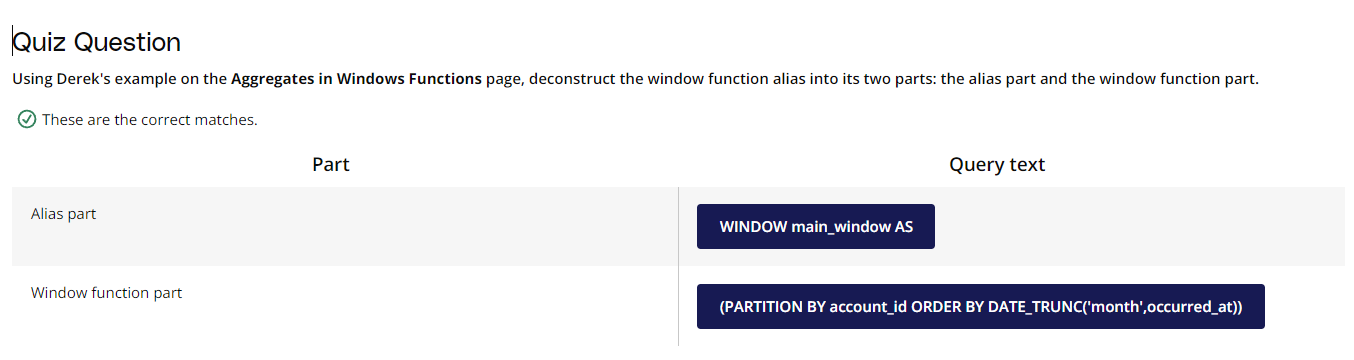 Quiz Question
Using Derek's example on the Aggregates in Windows Functions page, deconstruct the window function alias into its two parts: the alias part and the window function part.
These are the correct matches.
Part Query text
Alias part WINDOW main_window AS
Window function part (PARTITION BY account_id ORDER BY DATE_TRUNC('month',occurred_at))